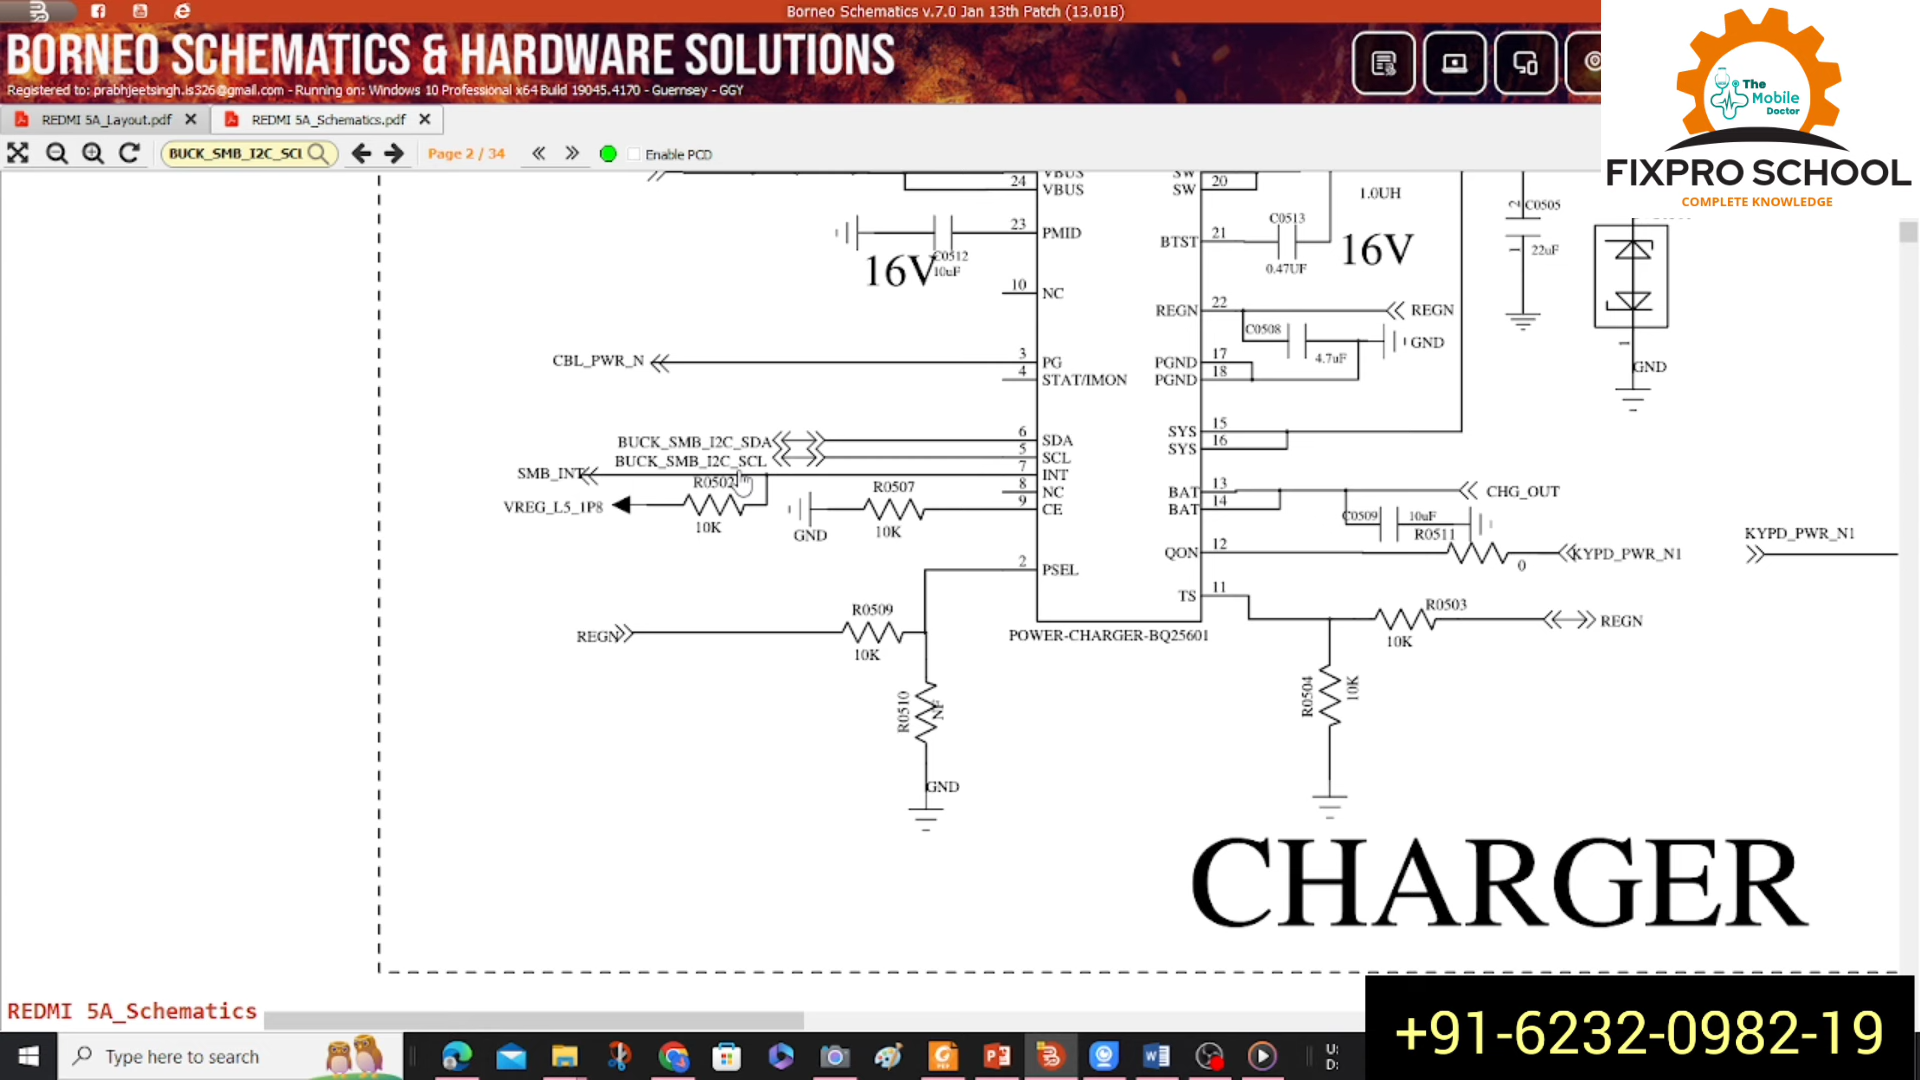 Borneo Schematics v.7.0 Jan 13th Patch (13.01B)
BORNEO SCHEMATICS & HARDWARE SOLUTIONS
Registered to: prabhjeetsingh.is326@gmail.com - Running on: Windows 10 Professional x64 Build 19045.4170 - Guernsey - GGY
The
Mobile
Doctor
FIXPRO SCHOOL
COMPLETE KNOWLEDGE
REDMI 5A_Layout.pdf
REDMI 5A_Schematics.pdf
BUCK_SMB_I2C_SCL
Page 2 / 34
Enable PCD
VBUS
24
VBUS
23
PMID
16V
C0512
10uF
10
NC
CBL_PWR_N
3
PG
4
STAT/IMON
BUCK_SMB_I2C_SDA
6
SDA
BUCK_SMB_I2C_SCL
5
SCL
SMB_INT
7
INT
R0502
8
NC
VREG_L5_1P8
10K
R0507
9
CE
GND
10K
2
PSEL
R0509
REGN
10K
R0510
NF
GND
POWER-CHARGER-BQ25601
SW
20
SW
1.0UH
C0513
21
BTST
0.47UF
16V
2
C0505
1
22uF
22
REGN
REGN
C0508
4.7uF
GND
17
PGND
18
PGND
1
GND
15
SYS
16
SYS
13
BAT
14
BAT
CHG_OUT
C0509
10uF
R0511
12
QON
0
KYPD_PWR_N1
KYPD_PWR_N1
11
TS
R0503
10K
REGN
R0504
10K
CHARGER
REDMI 5A_Schematics
+91-6232-0982-19
Type here to search
U:
D: